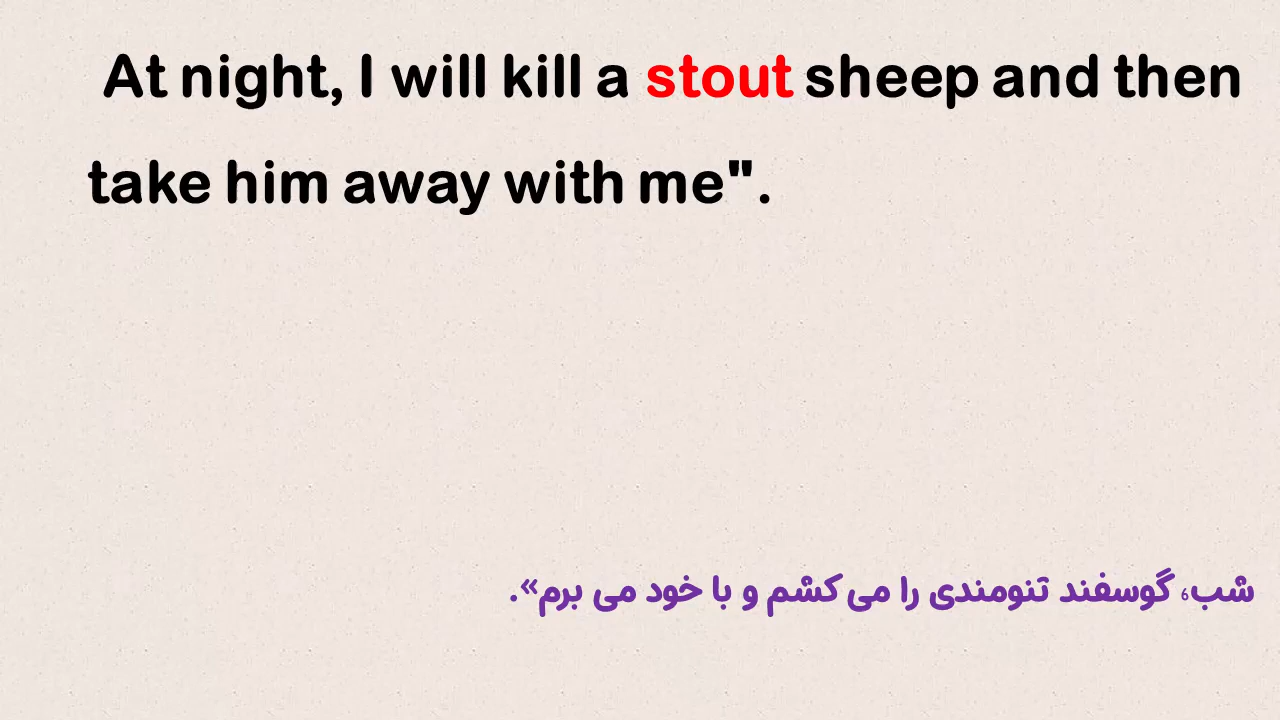 At night, I will kill a stout sheep and then
take him away with me".
شب، گوسفند تنومندی را می کشم و با خود می برم».